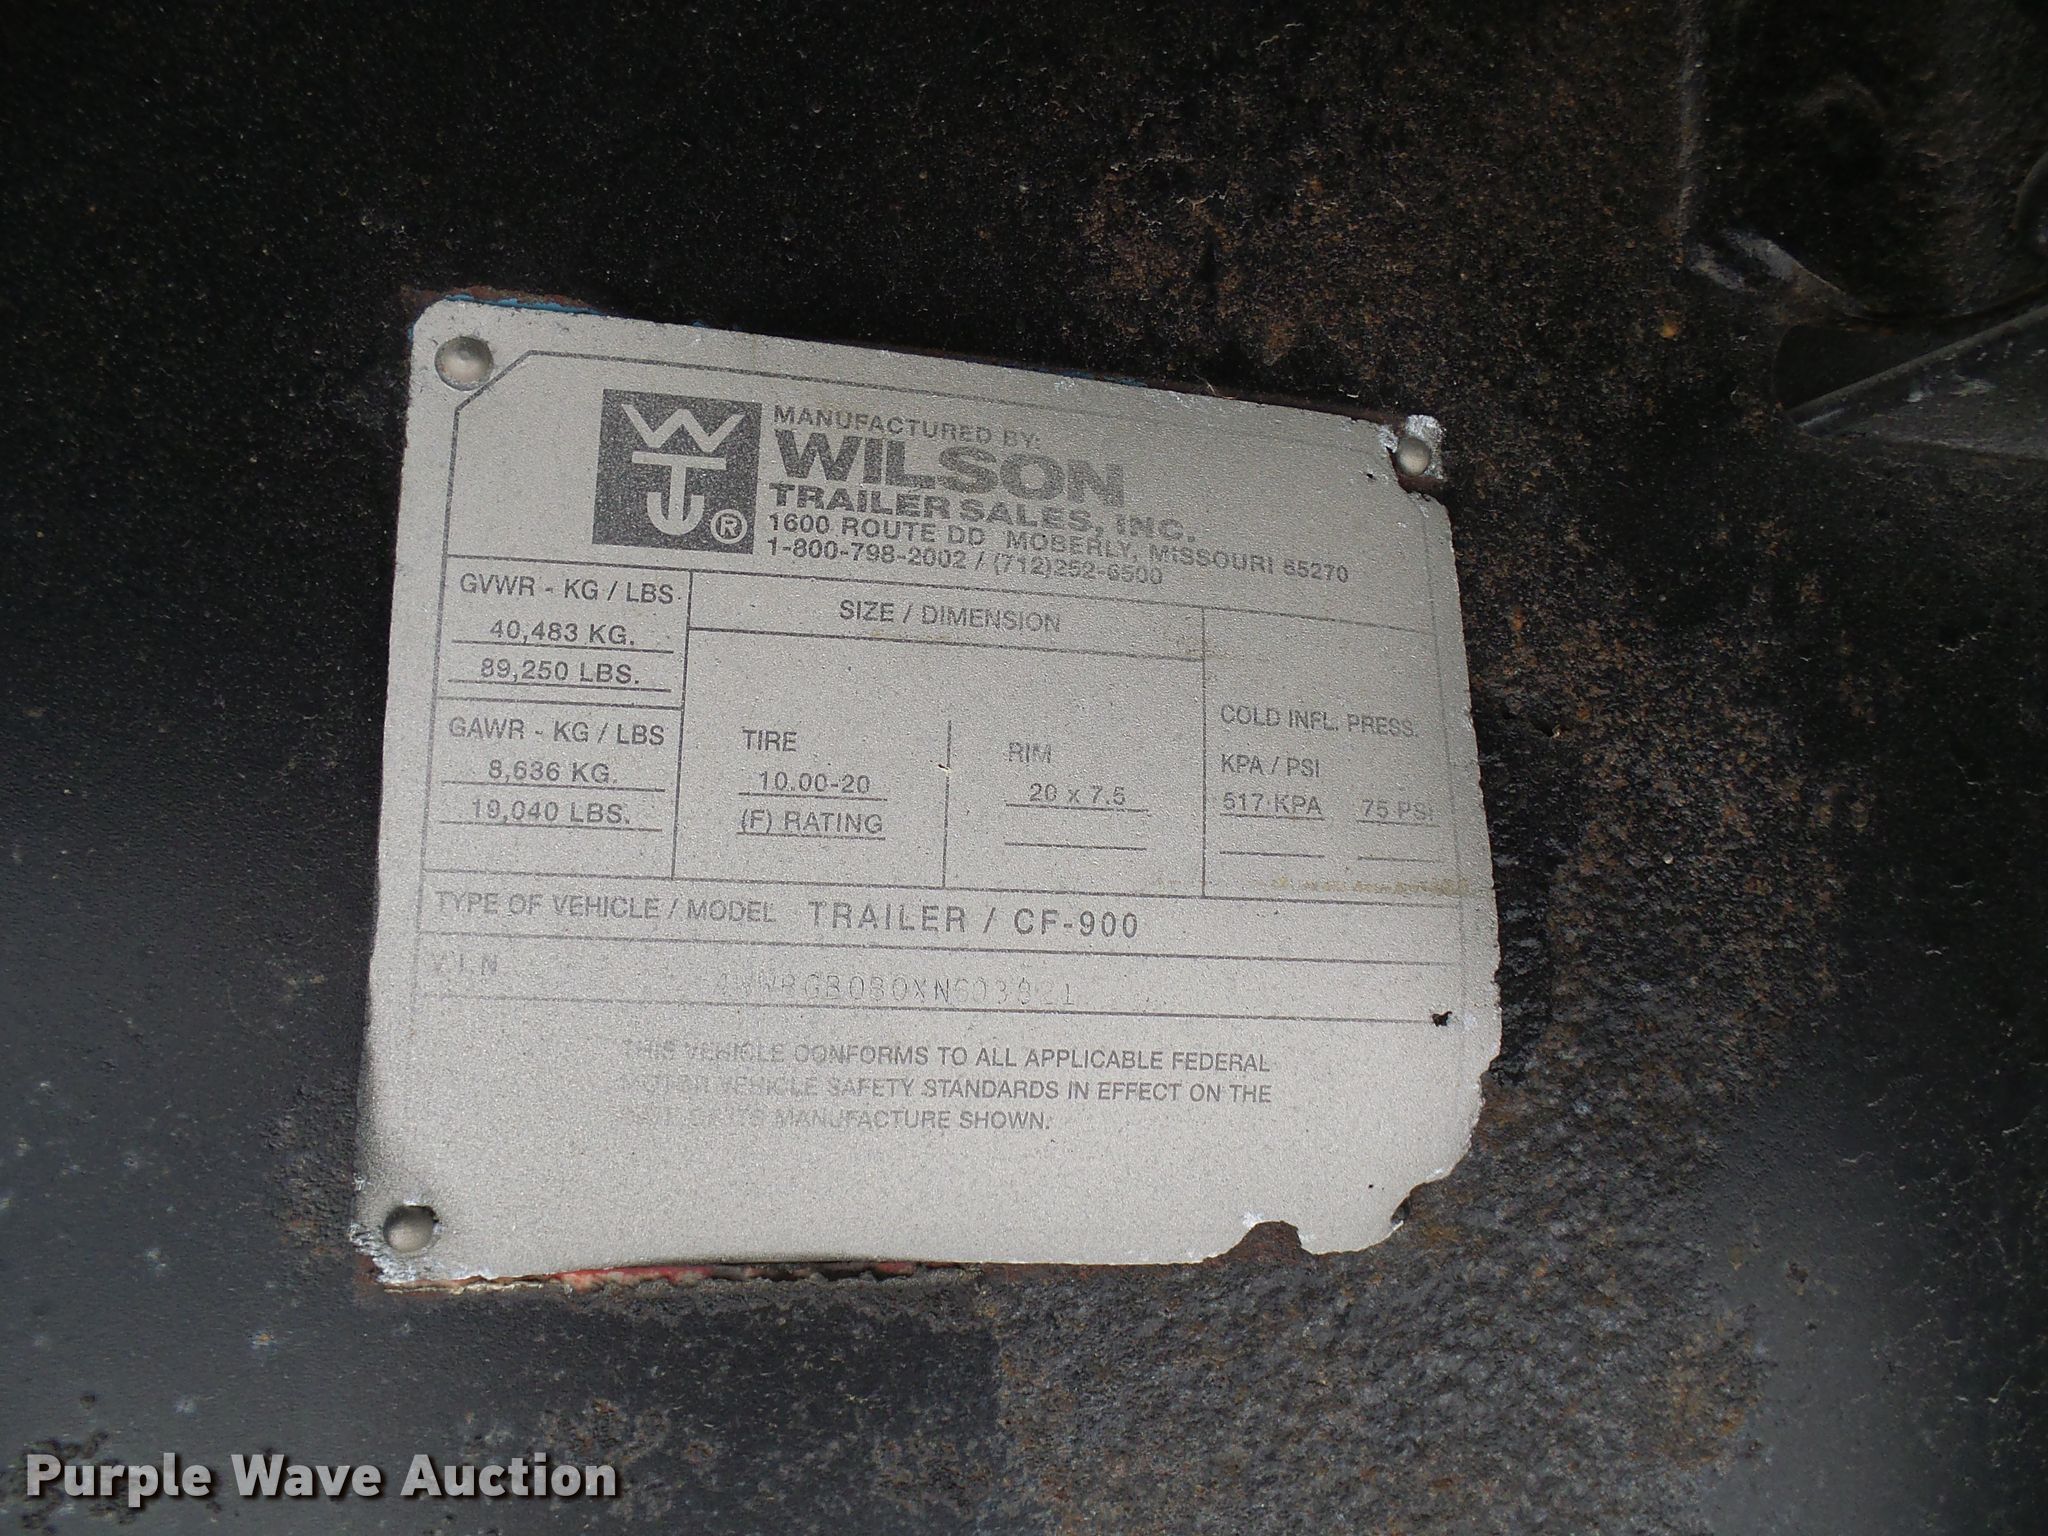 WT ®
MANUFACTURED BY:
WILSON
TRAILER SALES, INC.
1600 ROUTE DD MOBERLY, MISSOURI 65270
1-800-798-2002 / (712)252-6500
GVWR - KG / LBS
40,483 KG.
89,250 LBS.
GAWR - KG / LBS
8,636 KG.
19,040 LBS.
SIZE / DIMENSION
TIRE
10.00-20
(F) RATING
RIM
20 x 7.5
COLD INFL. PRESS.
KPA / PSI
517 KPA 75 PSI
TYPE OF VEHICLE / MODEL TRAILER / CF-900
V.I.N.
THIS VEHICLE CONFORMS TO ALL APPLICABLE FEDERAL
MOTOR VEHICLE SAFETY STANDARDS IN EFFECT ON THE
MANUFACTURE SHOWN.
Purple Wave Auction